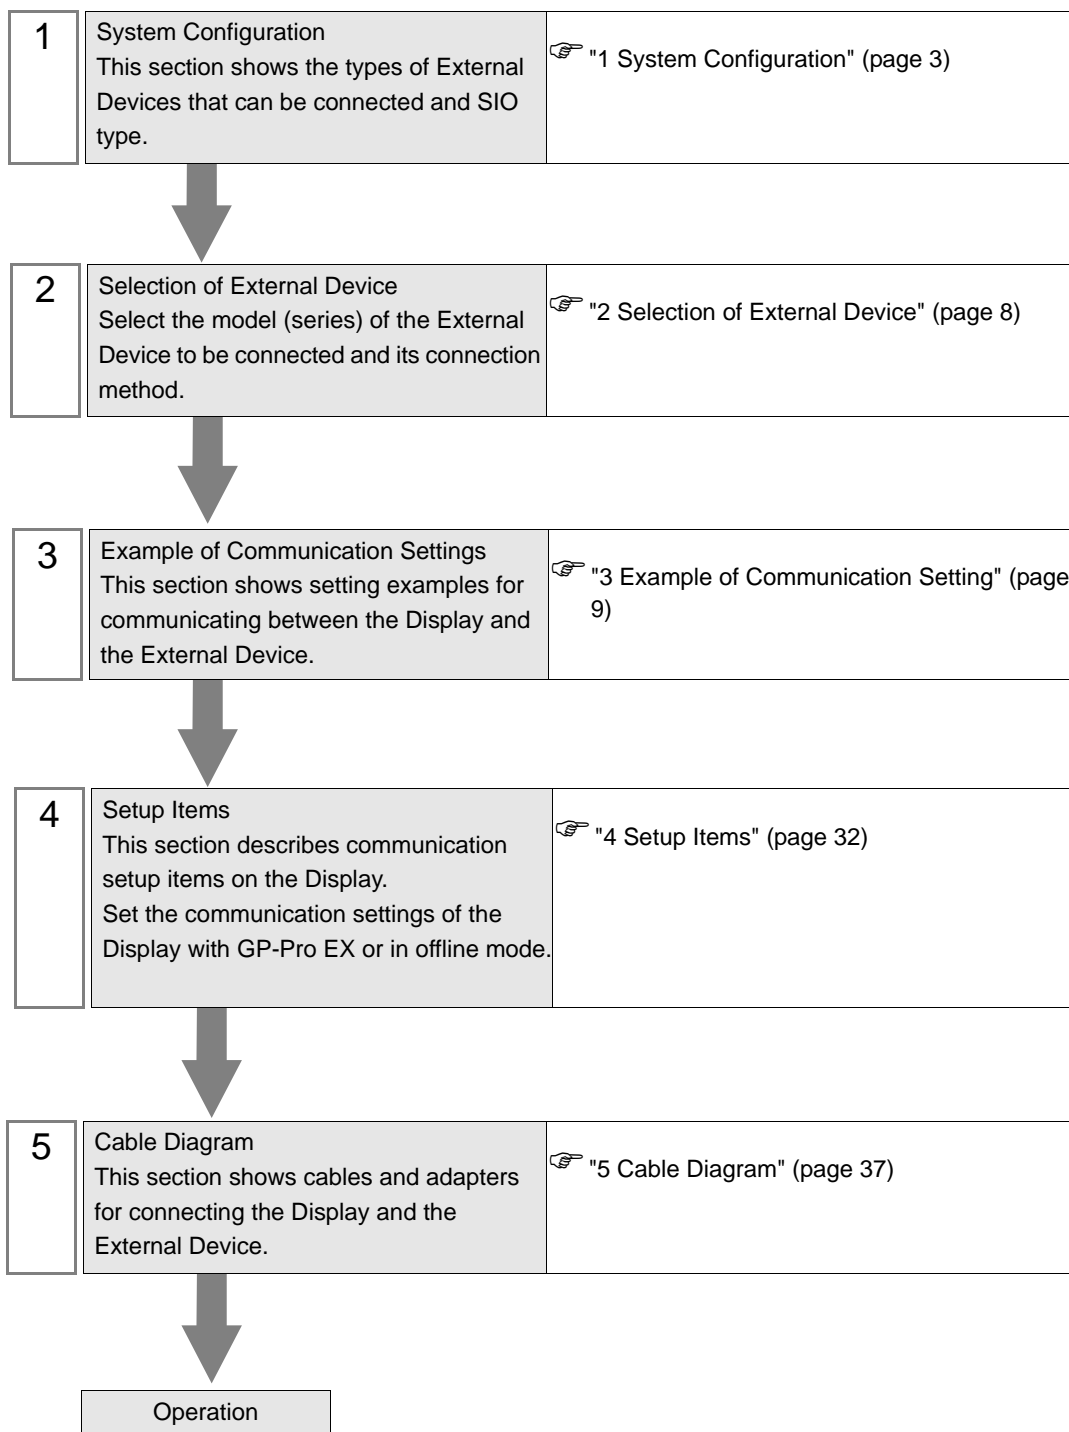 1
System Configuration
This section shows the types of External
Devices that can be connected and SIO
type.
"1 System Configuration" (page 3)
2
Selection of External Device
Select the model (series) of the External
Device to be connected and its connection
method.
"2 Selection of External Device" (page 8)
3
Example of Communication Settings
This section shows setting examples for
communicating between the Display and
the External Device.
"3 Example of Communication Setting" (page
9)
4
Setup Items
This section describes communication
setup items on the Display.
Set the communication settings of the
Display with GP-Pro EX or in offline mode.
"4 Setup Items" (page 32)
5
Cable Diagram
This section shows cables and adapters
for connecting the Display and the
External Device.
"5 Cable Diagram" (page 37)
Operation